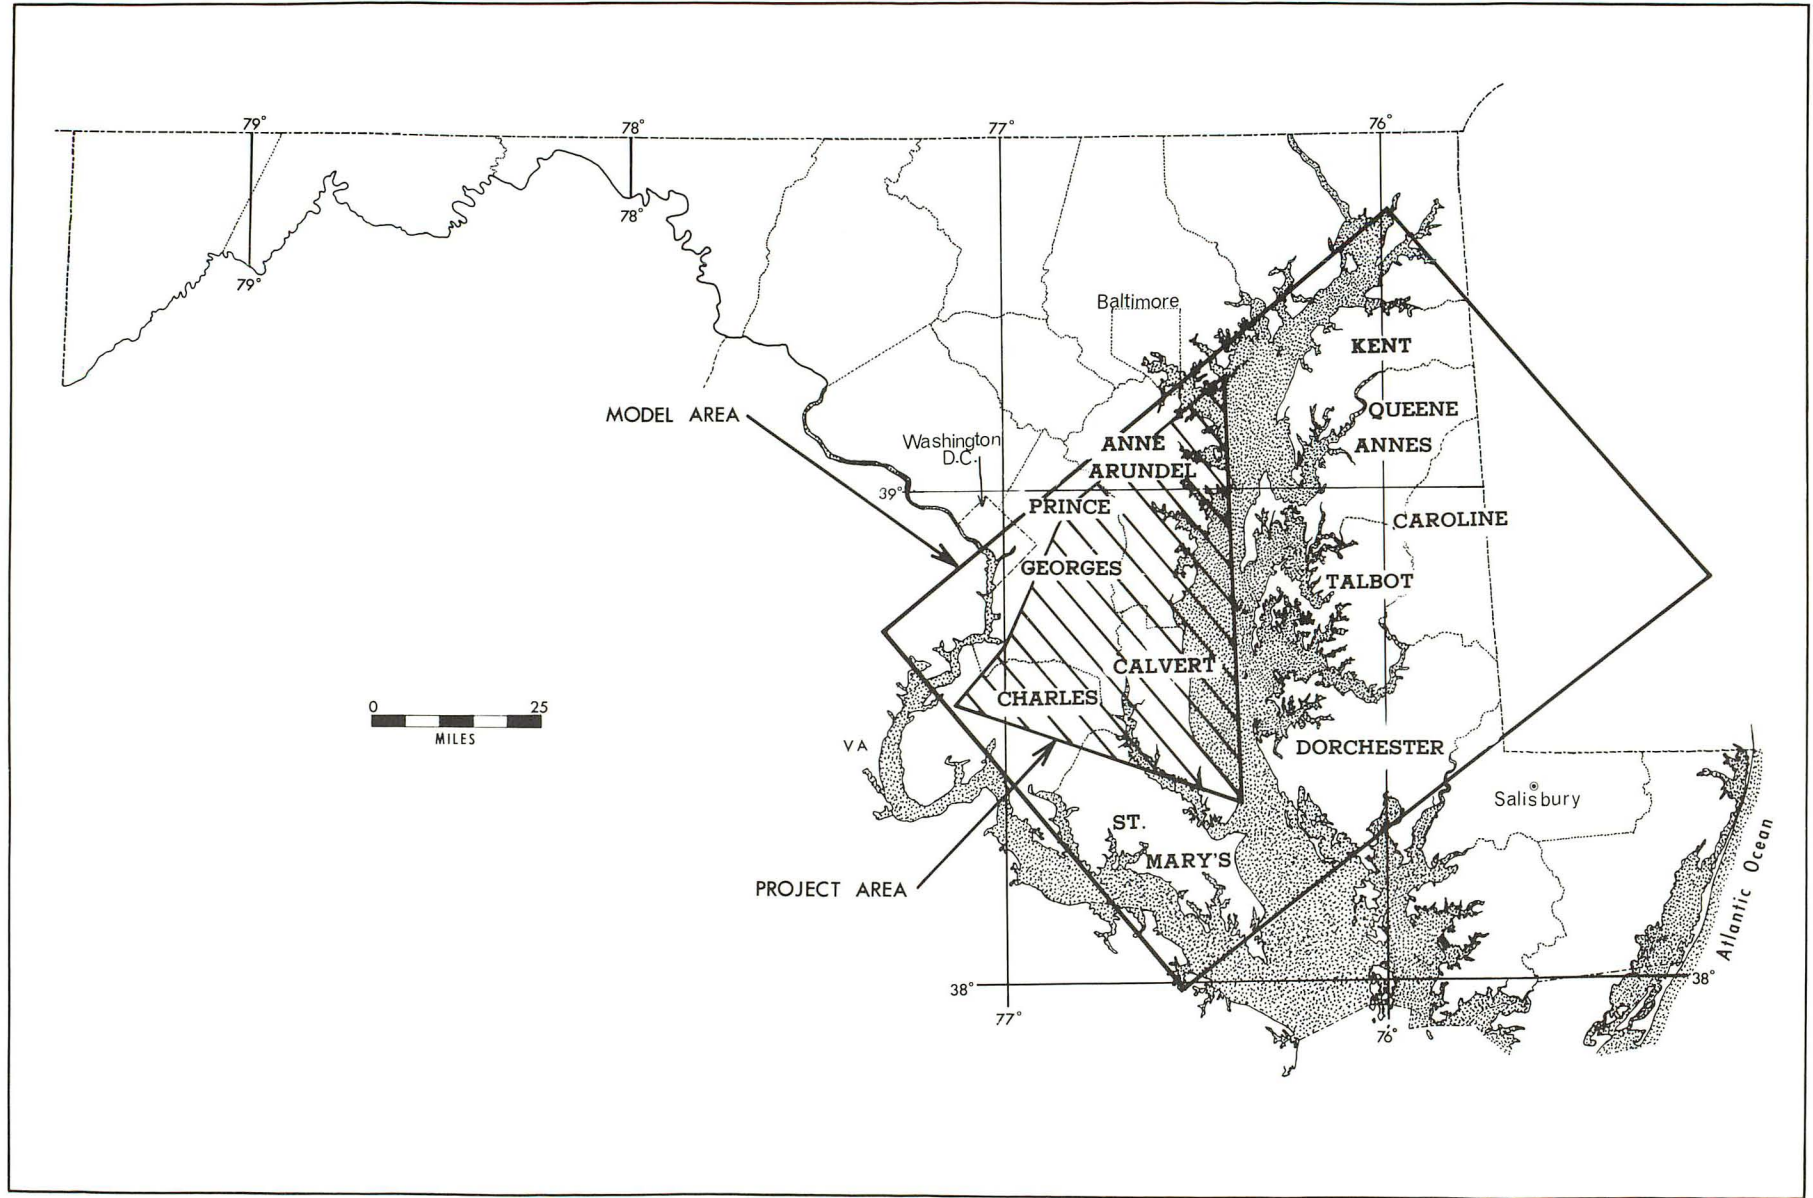 79°
78°
77°
76°
78°
79°
Baltimore
KENT
MODEL AREA
QUEENE
ANNES
Washington
D.C.
ANNE
ARUNDEL
39°
PRINCE
CAROLINE
GEORGES
TALBOT
CALVERT
CHARLES
0 25
MILES
VA
DORCHESTER
Salisbury
ST.
MARY'S
PROJECT AREA
Atlantic Ocean
38°
38°
77°
76°